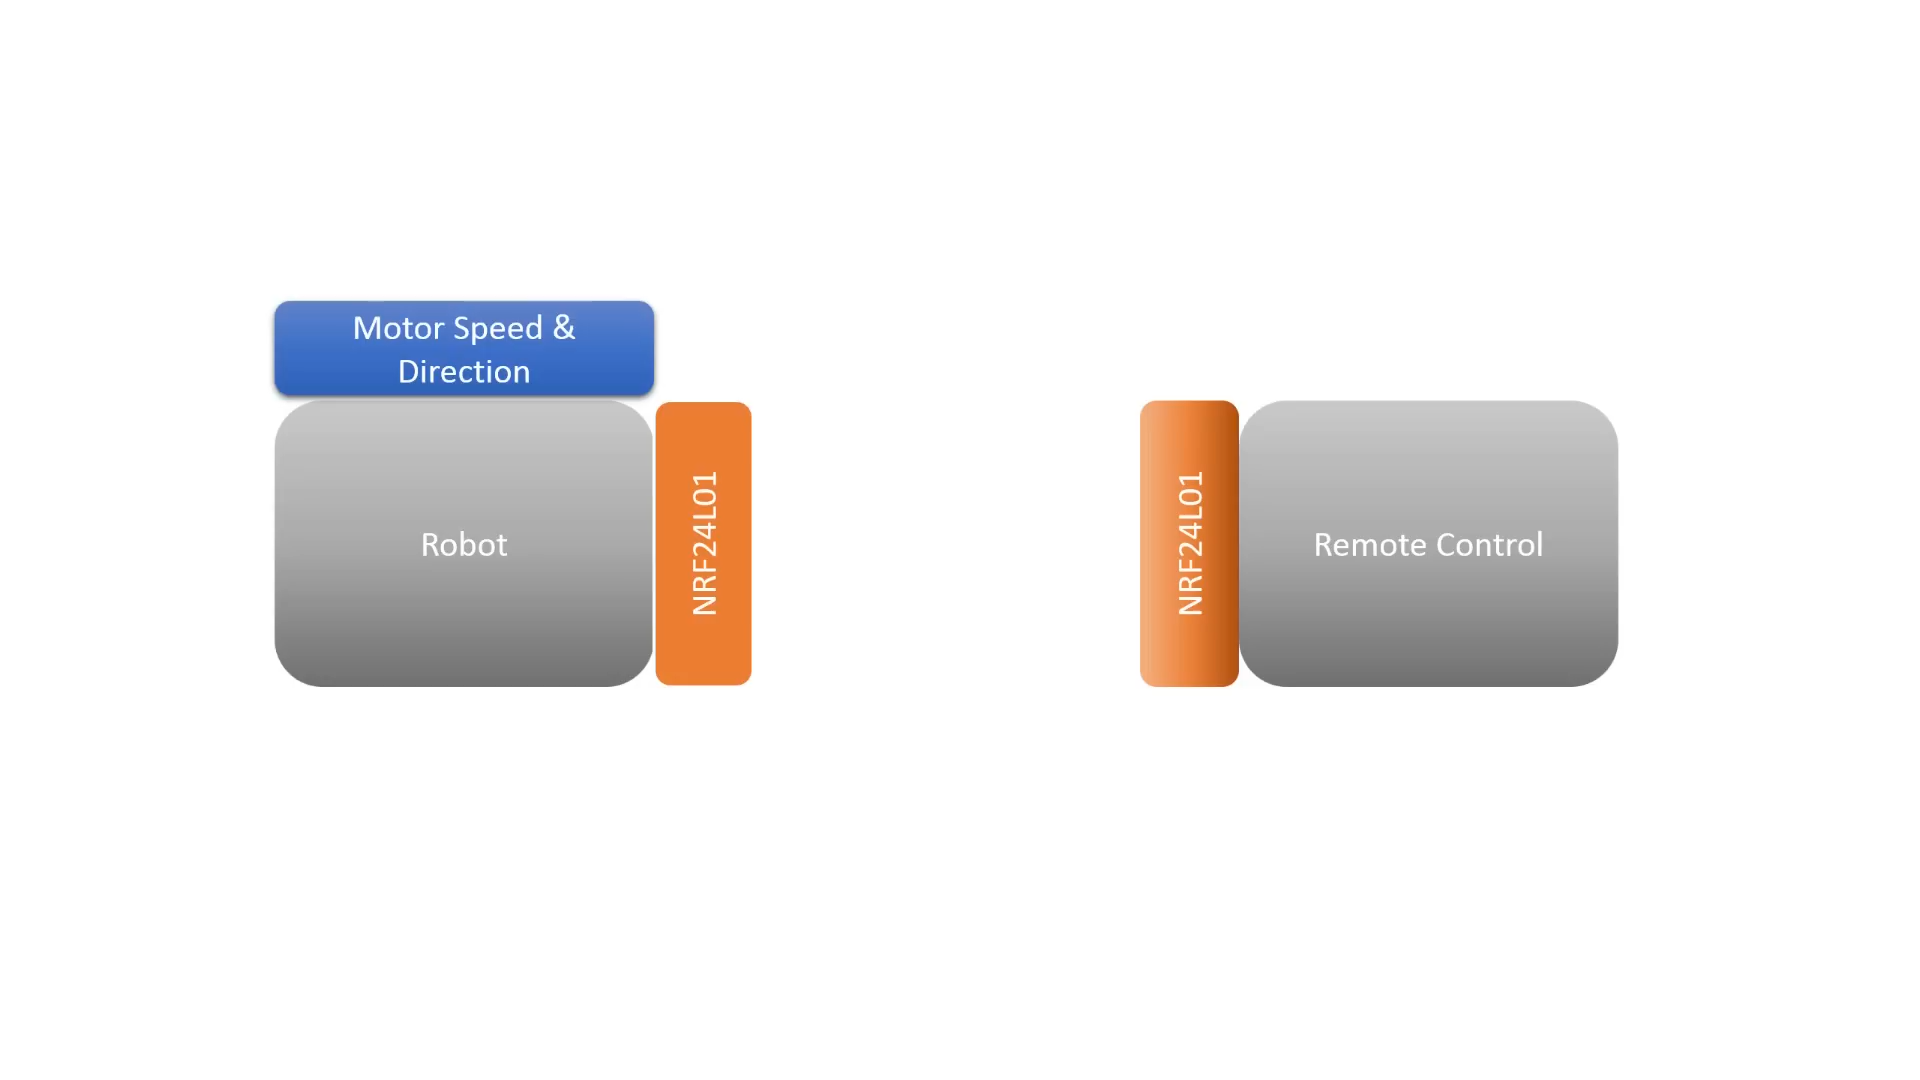 Motor Speed &
Direction
Robot
NRF24L01
NRF24L01
Remote Control